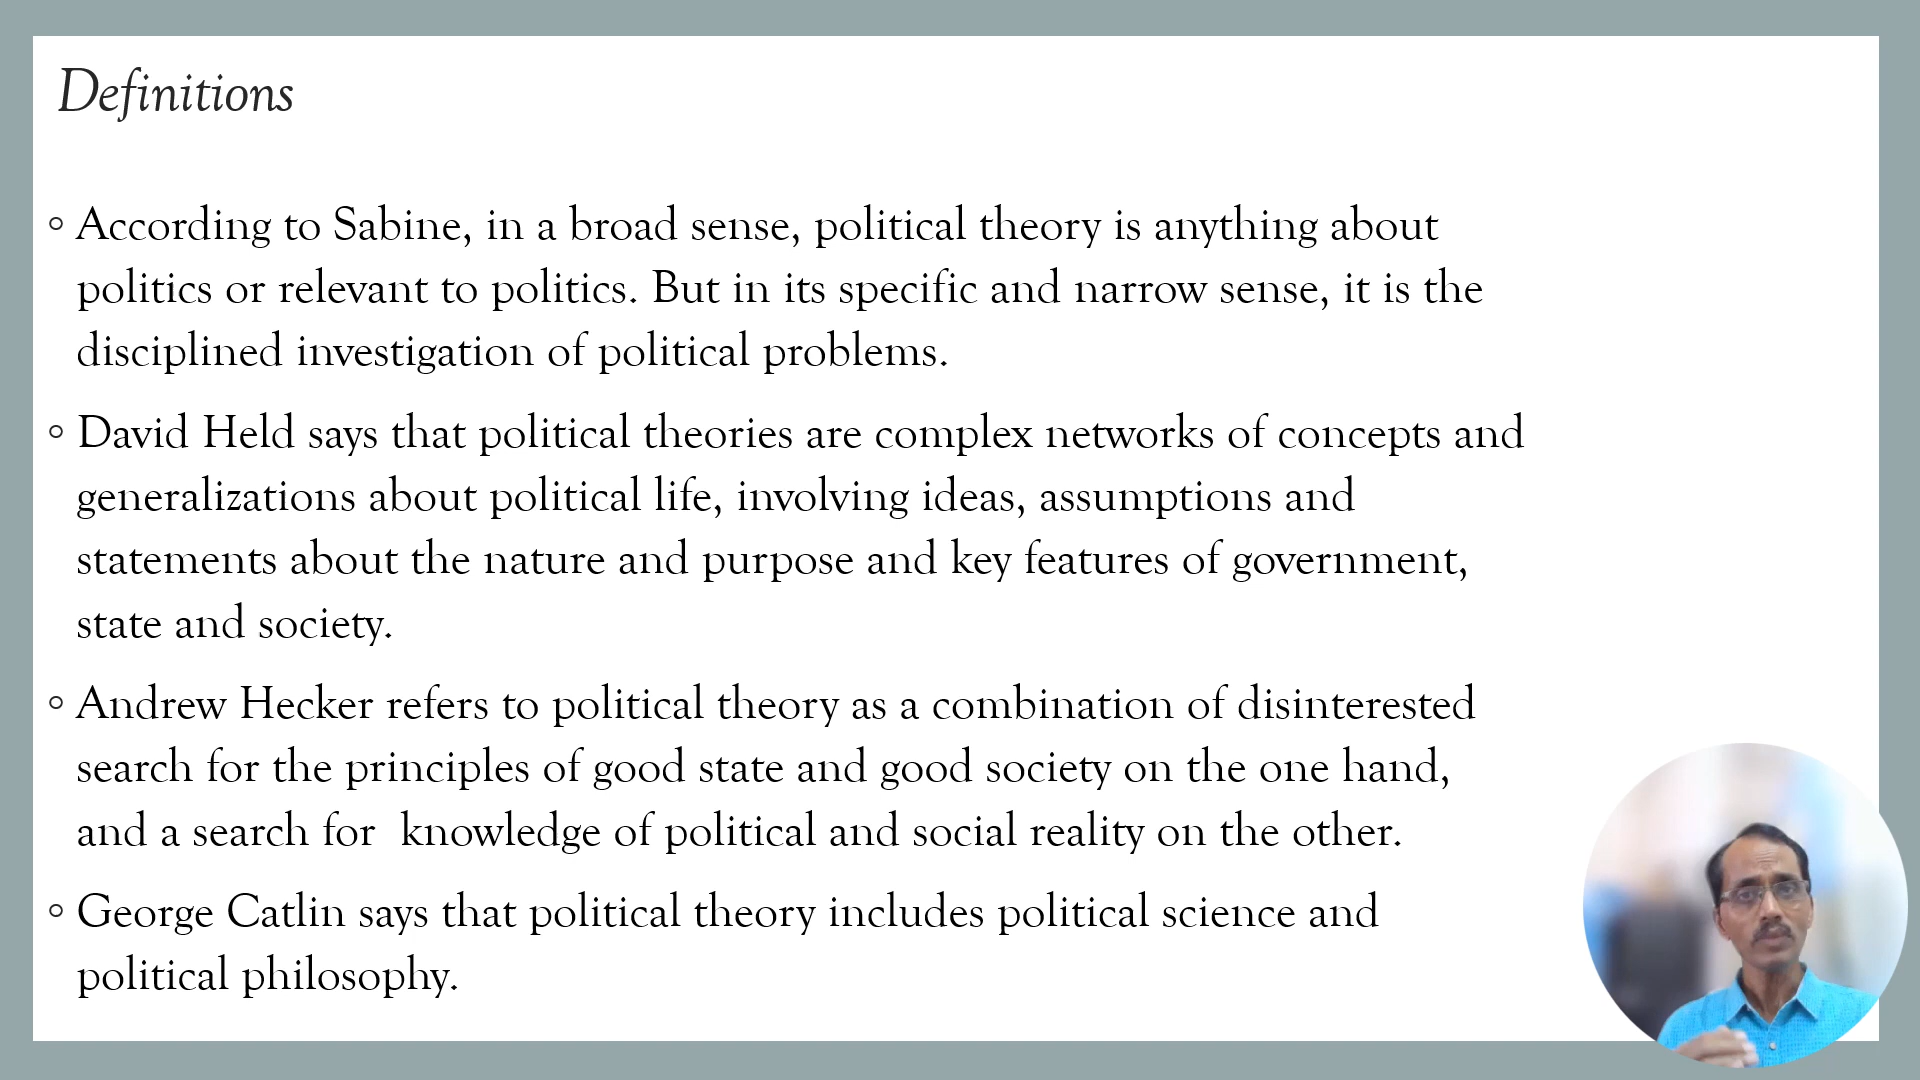 Definitions
◦ According to Sabine, in a broad sense, political theory is anything about
politics or relevant to politics. But in its specific and narrow sense, it is the
disciplined investigation of political problems.
◦ David Held says that political theories are complex networks of concepts and
generalizations about political life, involving ideas, assumptions and
statements about the nature and purpose and key features of government,
state and society.
◦ Andrew Hecker refers to political theory as a combination of disinterested
search for the principles of good state and good society on the one hand,
and a search for  knowledge of political and social reality on the other.
◦ George Catlin says that political theory includes political science and
political philosophy.